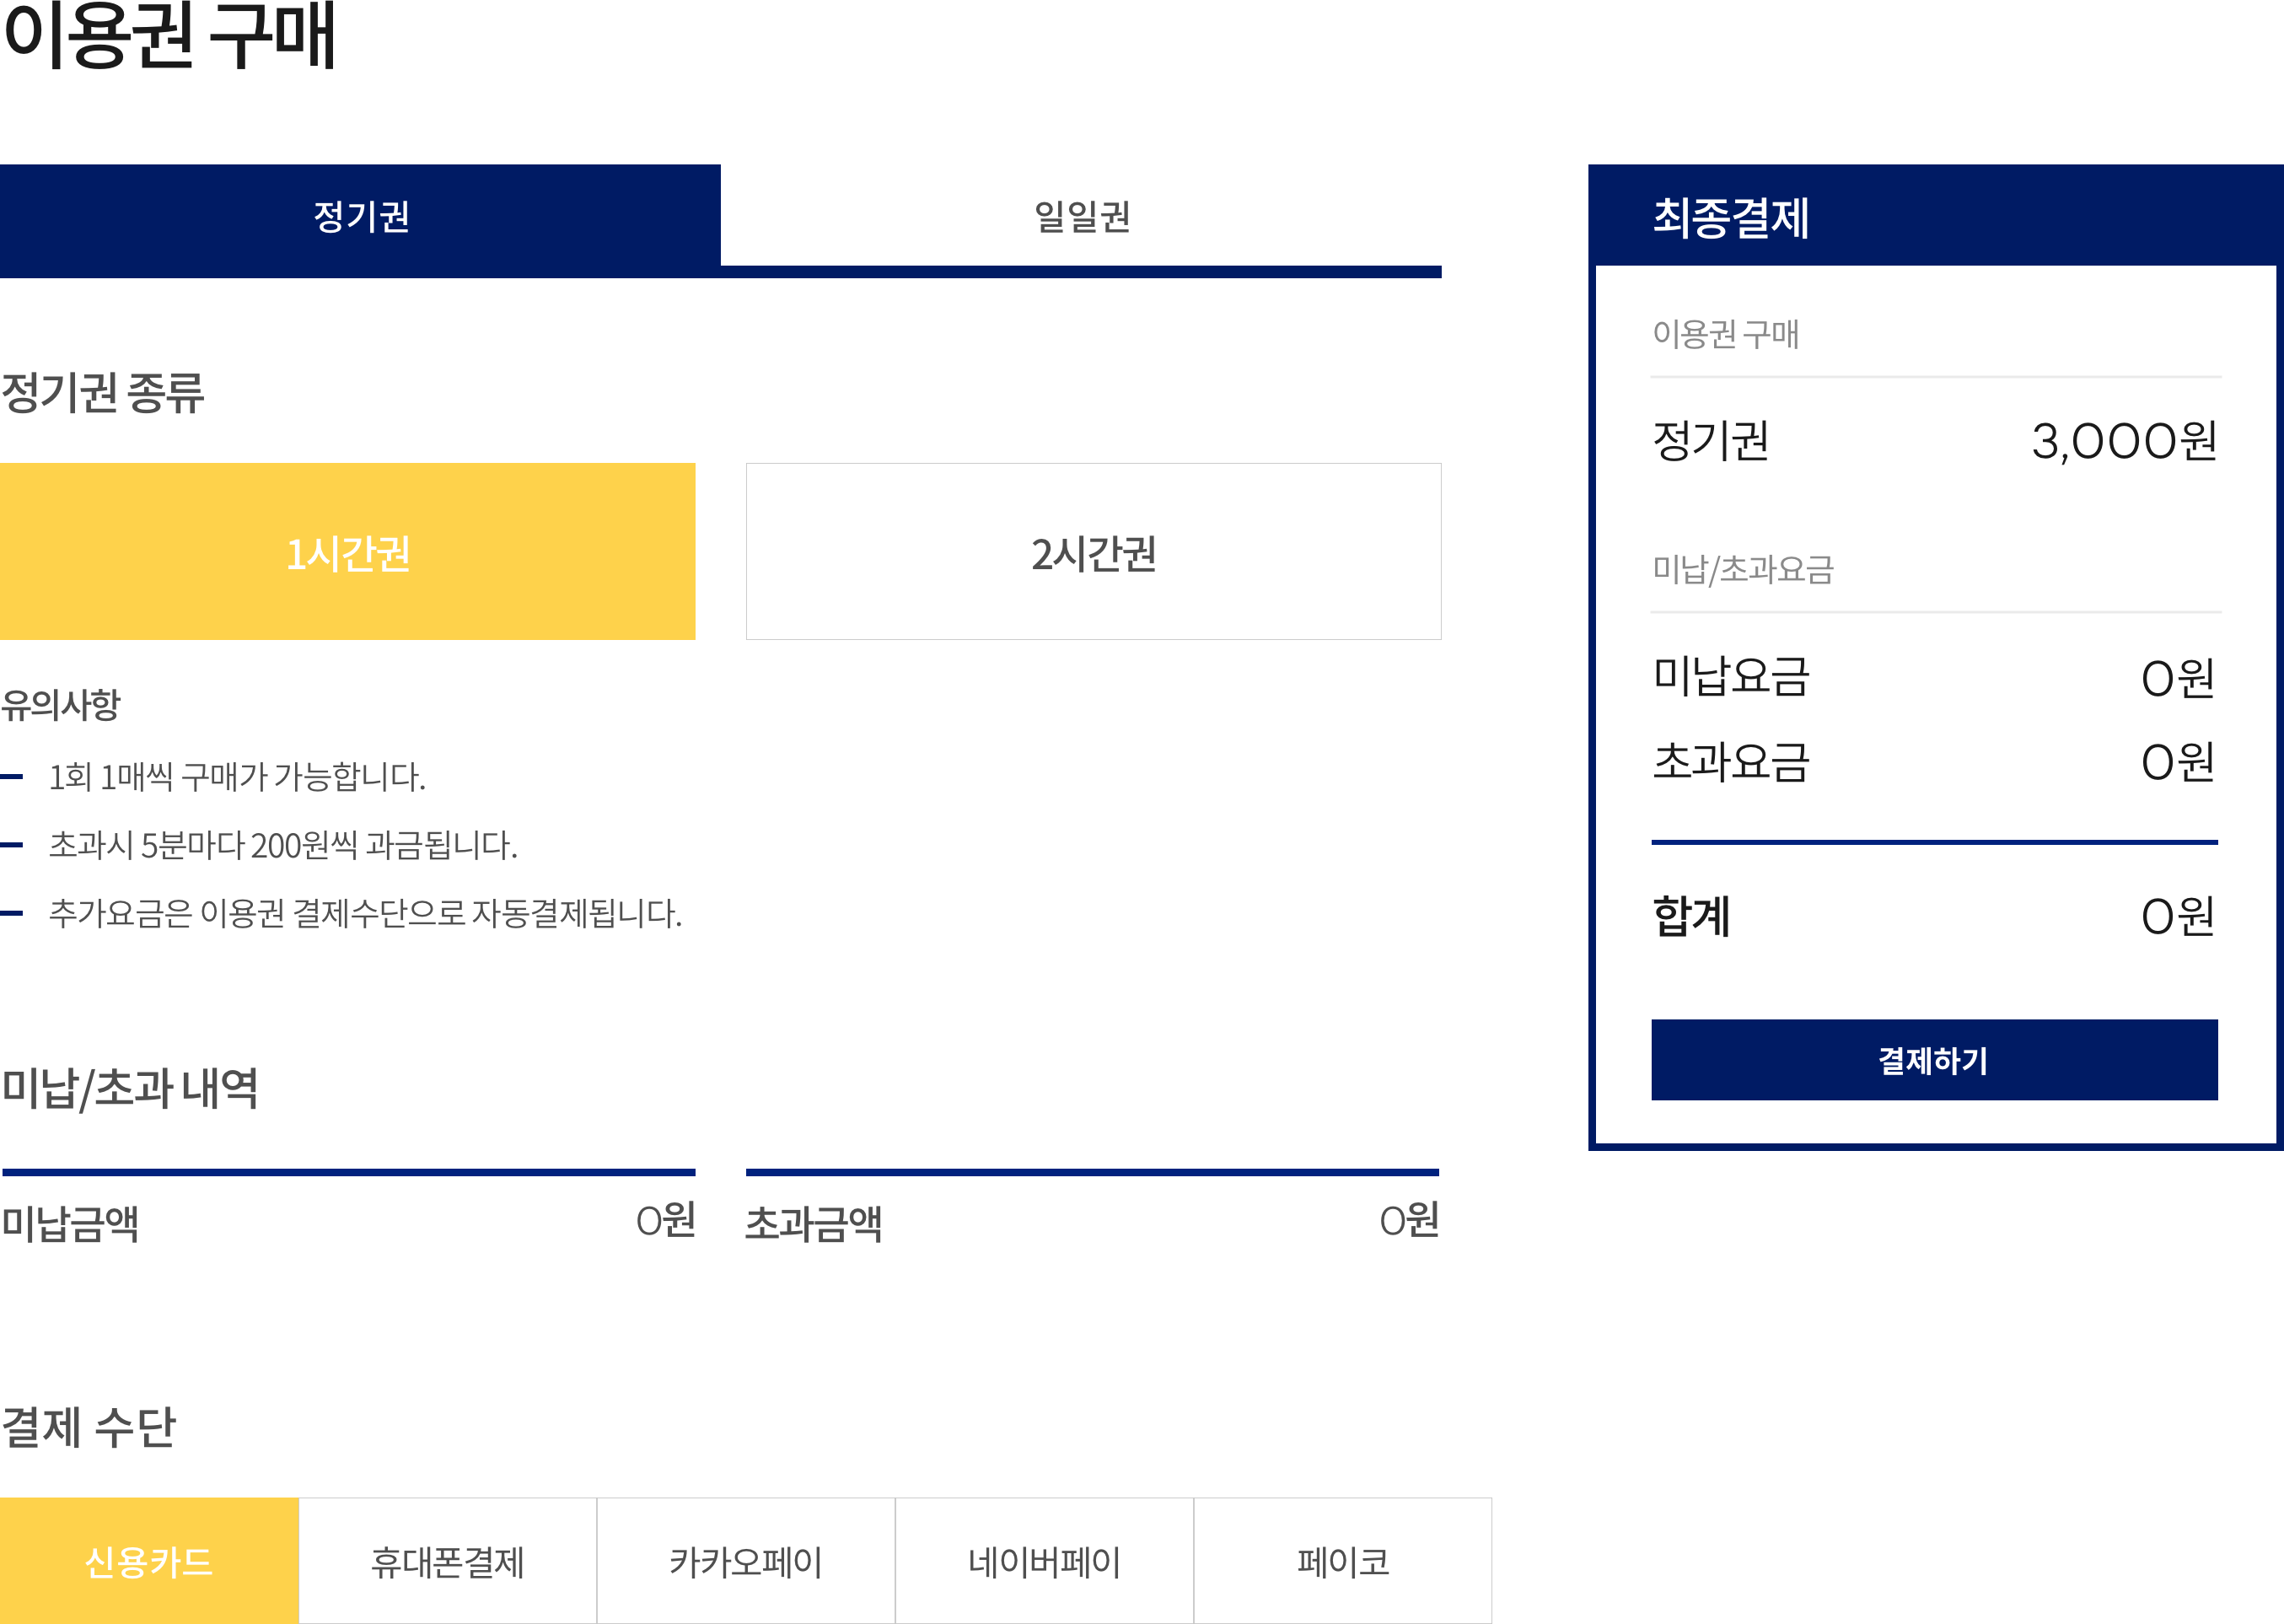 이용권 구매
정기권
일일권
정기권 종류
1시간권
2시간권
유의사항
1회 1매씩 구매가 가능합니다.
초과시 5분마다 200원씩 과금됩니다.
추가요금은 이용권 결제수단으로 자동결제됩니다.
미납/초과 내역
미납금액 0원
초과금액 0원
결제 수단
신용카드
휴대폰결제
카카오페이
네이버페이
페이코
최종결제
이용권 구매
정기권 3,000원
미납/초과요금
미납요금 0원
초과요금 0원
합계 0원
결제하기